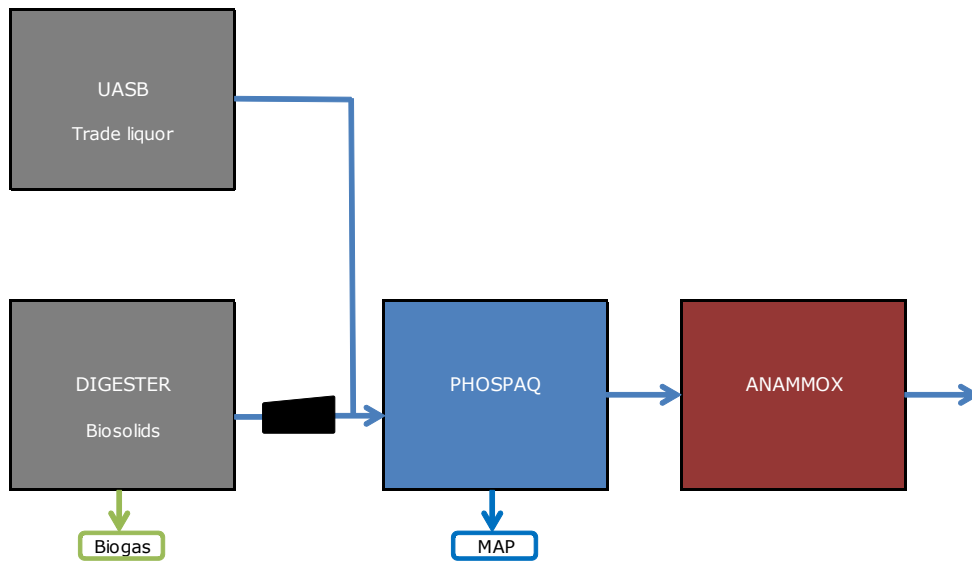 UASB
Trade liquor
DIGESTER
Biosolids
PHOSPAQ
ANAMMOX
Biogas
MAP